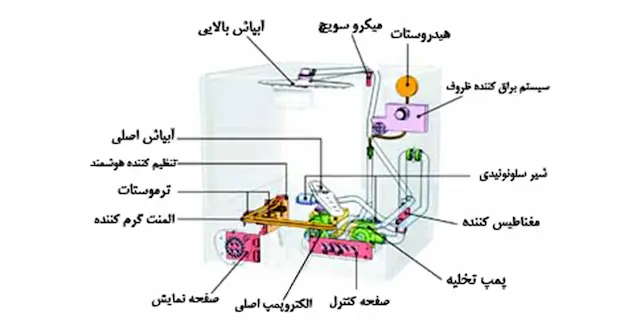 آبپاش بالایی
میکرو سویچ
هیدروستات
سیستم براق کننده ظروف
آبپاش اصلی
تنظیم کننده هوشمند
ترموستات
المنت گرم کننده
شیر سلونوئیدی
مغناطیس کننده
پمپ تخلیه
صفحه نمایش
الکتروپمپ اصلی
صفحه کنترل